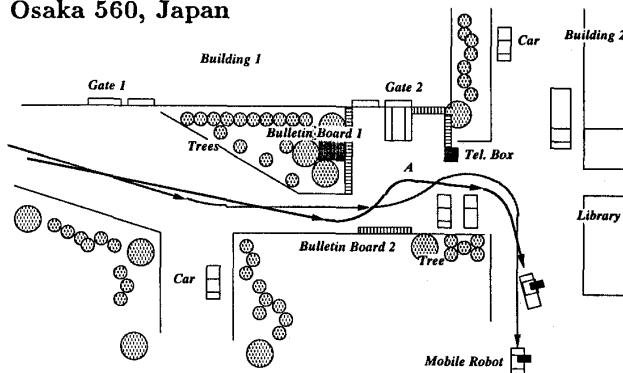 Osaka 560, Japan
Building 1
Building 2
Car
Gate 1
Gate 2
Bulletin Board 1
Trees
Tel. Box
A
Library
Bulletin Board 2
Tree
Car
Mobile Robot